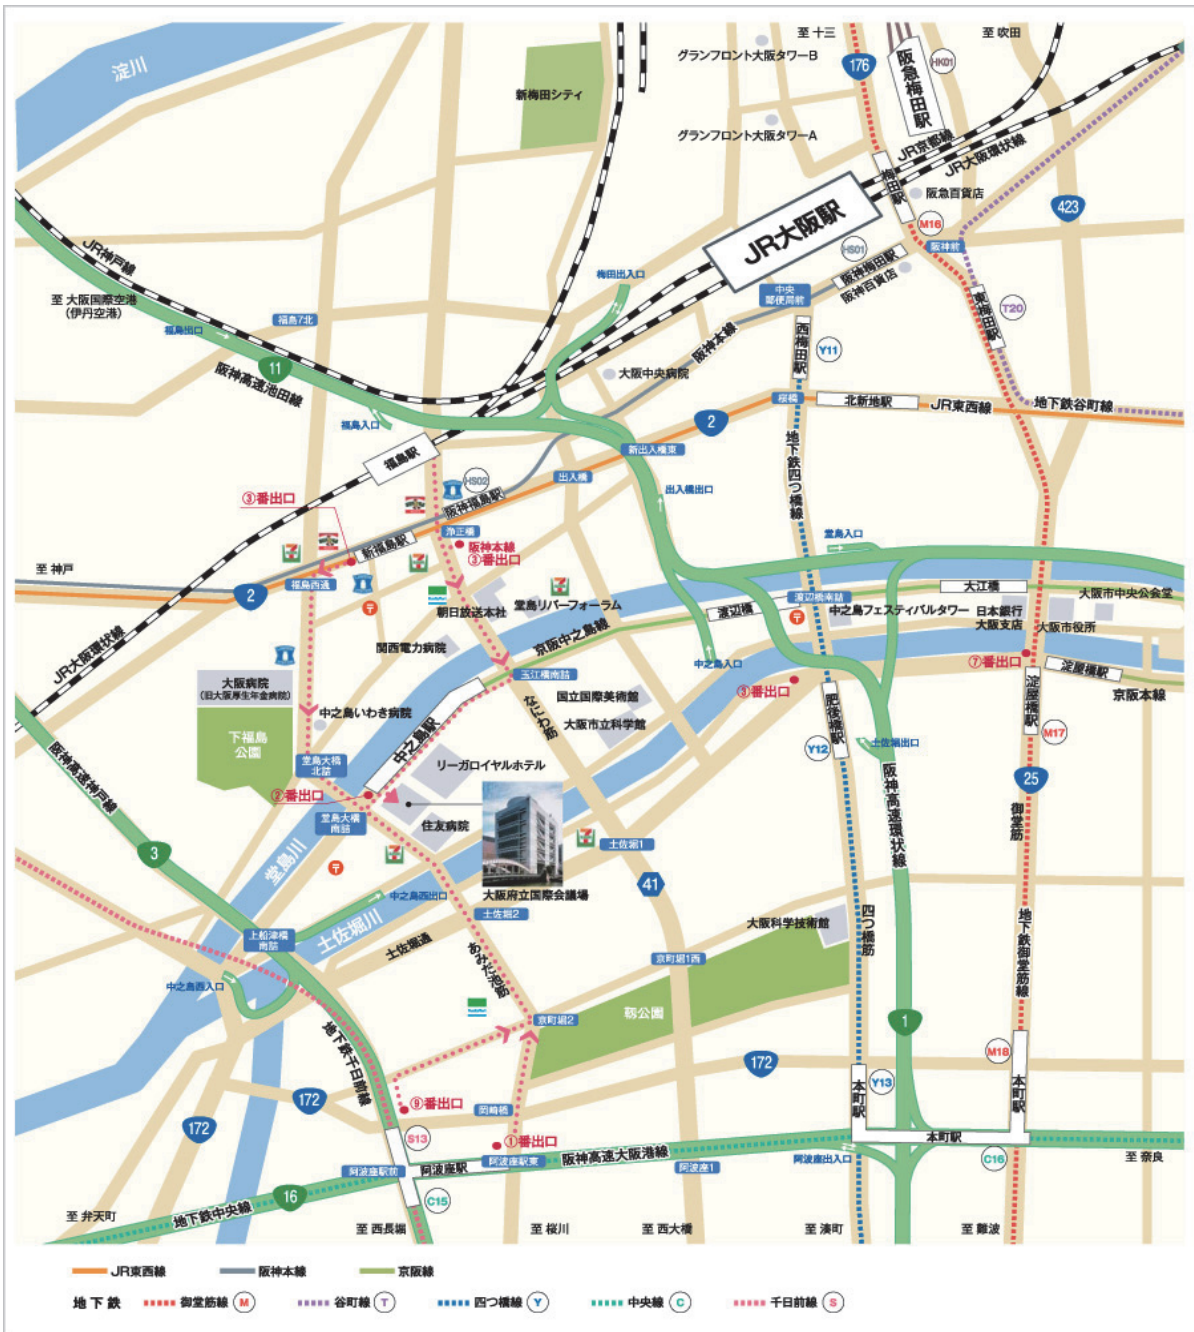 至 十三
至 吹田
淀川
グランフロント大阪タワーB
176
阪急梅田駅
HK01
新梅田シティ
グランフロント大阪タワーA
JR京都線
JR大阪環状線
梅田駅
阪急百貨店
423
JR大阪駅
M16
HS01
阪神前
JR神戸線
梅田出入口
阪神梅田駅
阪神百貨店
中央
郵便局前
東梅田駅
T20
至 大阪国際空港
(伊丹空港)
福島出口
福島7北
阪神本線
西梅田駅
Y11
11
阪神高速池田線
大阪中央病院
桜橋
北新地駅
JR東西線
地下鉄谷町線
福島入口
2
新出入橋東
福島駅
HS02
出入橋
地下鉄四つ橋線
③番出口
阪神福島駅
出入橋出口
浄正橋
新福島駅
阪神本線
③番出口
堂島入口
至 神戸
福島西通
2
朝日放送本社
堂島リバーフォーラム
渡辺橋南詰
大江橋
大阪市中央公会堂
渡辺橋
中之島フェスティバルタワー
日本銀行
大阪支店
大阪市役所
JR大阪環状線
関西電力病院
京阪中之島線
中之島入口
⑦番出口
淀屋橋駅
京阪本線
大阪病院
(旧大阪厚生年金病院)
玉江橋南詰
③番出口
国立国際美術館
大阪市立科学館
なにわ筋
肥後橋駅
淀屋橋駅
中之島いわき病院
下福島
公園
中之島駅
Y12
土佐堀出口
M17
阪神高速神戸線
堂島大橋
北詰
リーガロイヤルホテル
25
②番出口
堂島大橋
南詰
住友病院
阪神高速環状線
御堂筋
3
堂島川
土佐堀1
大阪府立国際会議場
41
中之島西出口
土佐堀2
土佐堀川
大阪科学技術館
四つ橋筋
地下鉄御堂筋線
上船津橋
南詰
土佐堀通
あみだ池筋
京町堀1西
中之島西入口
京町堀2
靱公園
1
地下鉄千日前線
M18
172
172
Y13
172
⑨番出口
岡崎橋
本町駅
本町駅
S13
①番出口
本町駅
阿波座駅前
阿波座駅
阿波座駅東
阪神高速大阪港線
阿波座1
阿波座出入口
C16
至 奈良
16
C15
至 弁天町
地下鉄中央線
至 西長堀
至 桜川
至 西大橋
至 湊町
至 難波
JR東西線
阪神本線
京阪線
地下鉄
御堂筋線 M
谷町線 T
四つ橋線 Y
中央線 C
千日前線 S